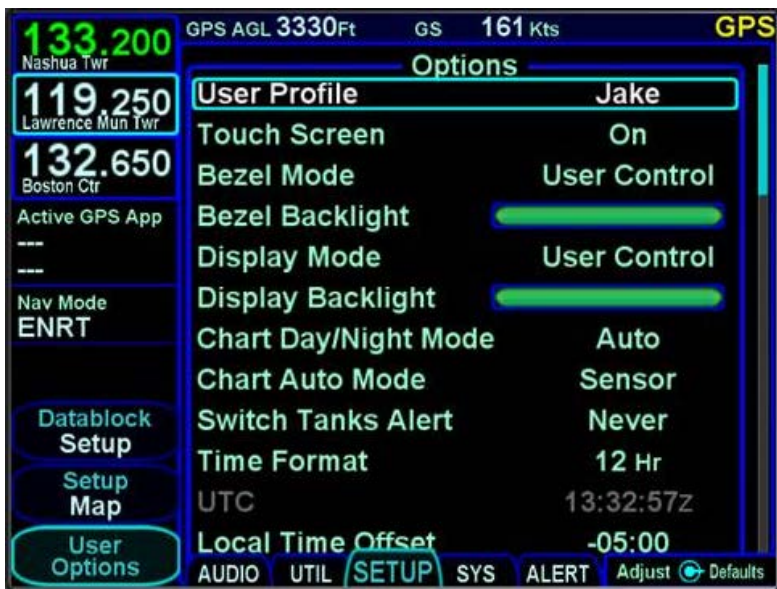 133.200
Nashua Twr
119.250
Lawrence Mun Twr
132.650
Boston Ctr
Active GPS App
---
---
Nav Mode
ENRT
Datablock
Setup
Setup
Map
User
Options
GPS AGL 3330Ft GS 161 Kts GPS
Options
User Profile Jake
Touch Screen On
Bezel Mode User Control
Bezel Backlight
Display Mode User Control
Display Backlight
Chart Day/Night Mode Auto
Chart Auto Mode Sensor
Switch Tanks Alert Never
Time Format 12 Hr
UTC 13:32:57z
Local Time Offset -05:00
AUDIO UTIL SETUP SYS ALERT Adjust Defaults